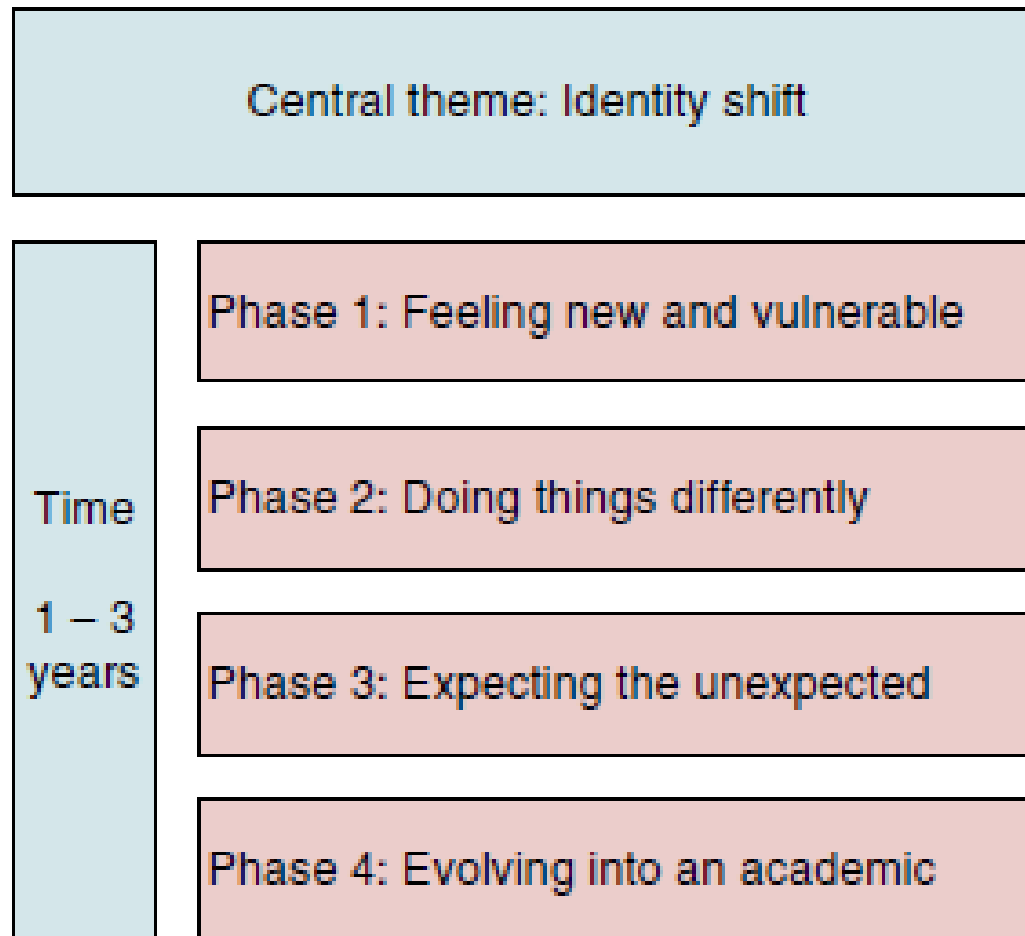 Central theme: Identity shift
Phase 1: Feeling new and vulnerable
Phase 2: Doing things differently
Time
1 – 3
years
Phase 3: Expecting the unexpected
Phase 4: Evolving into an academic